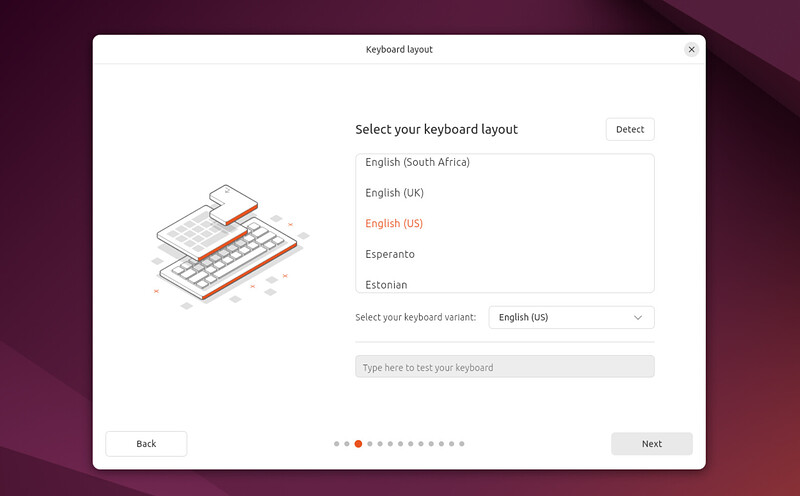 Keyboard layout
Select your keyboard layout
Detect
English (South Africa)
English (UK)
English (US)
Esperanto
Estonian
Select your keyboard variant:
English (US)
Type here to test your keyboard
Back
Next